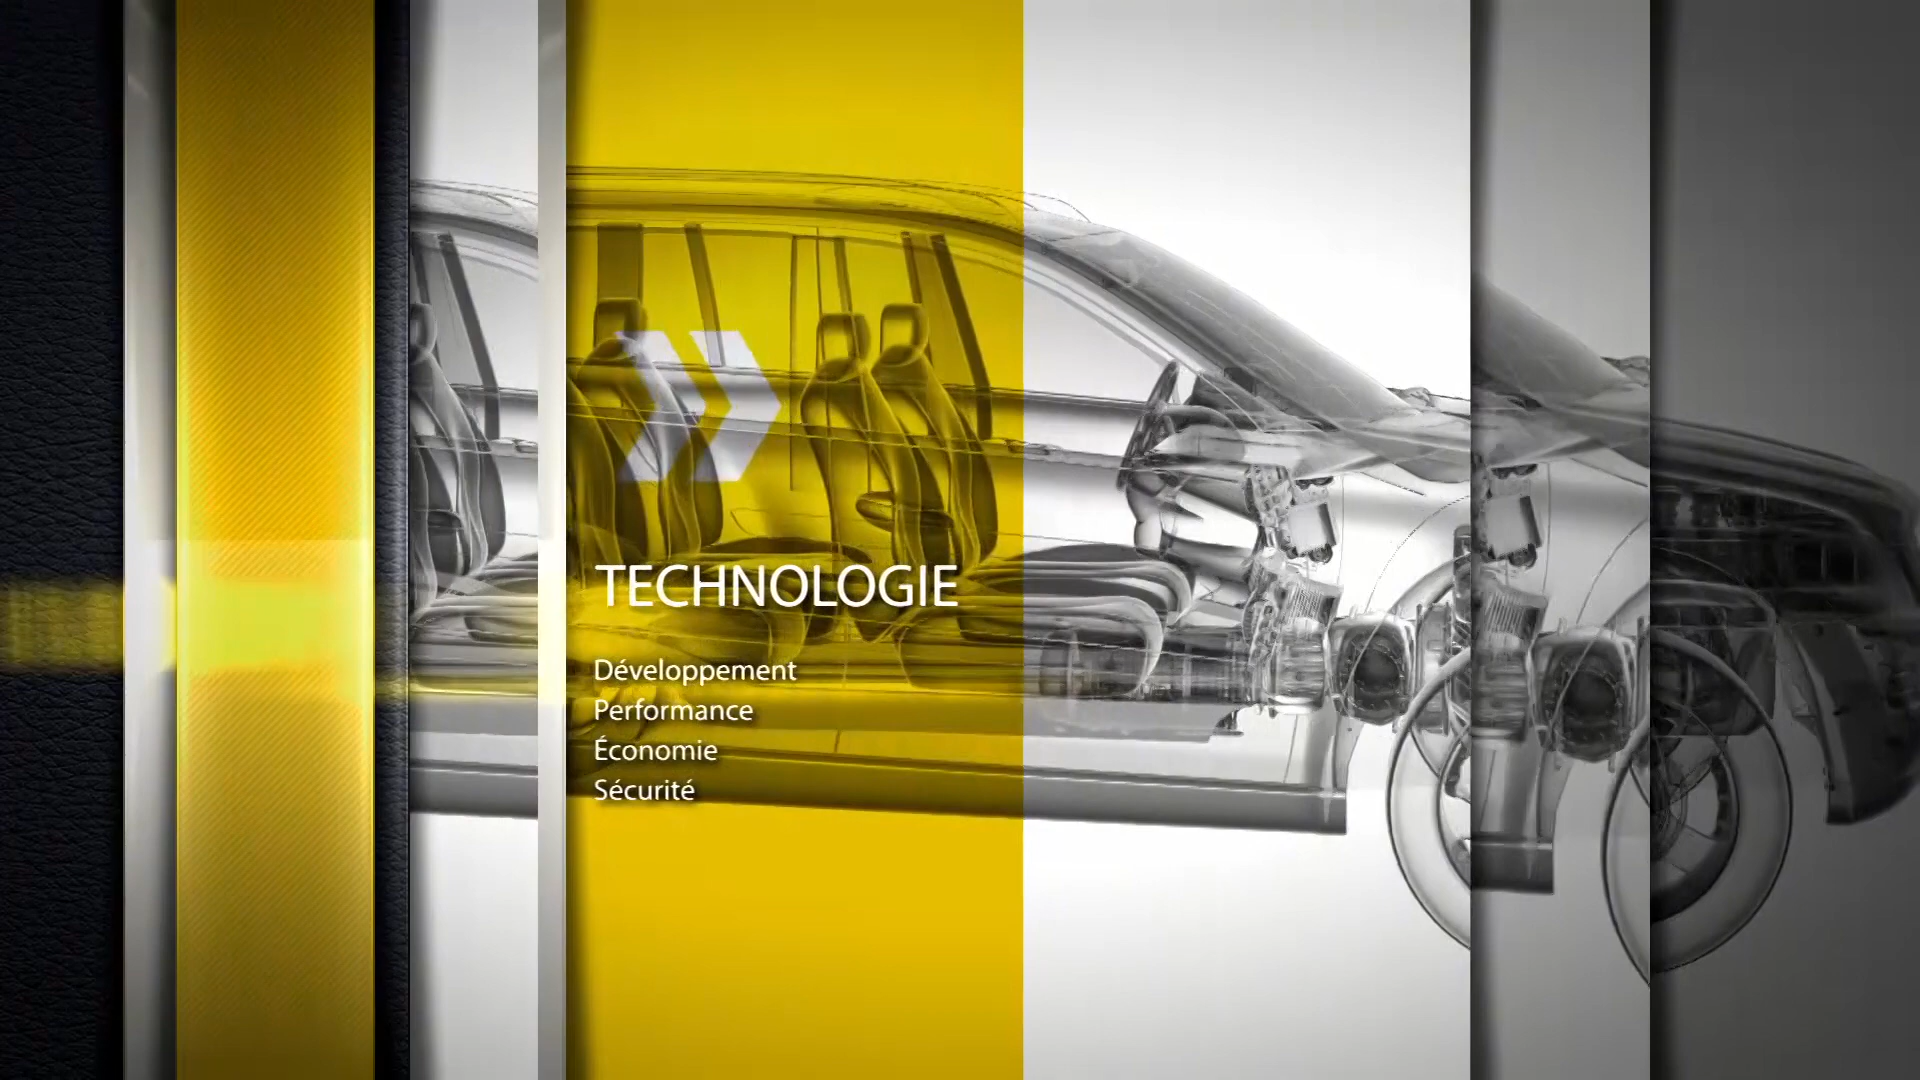 TECHNOLOGIE
Développement
Performance
Économie
Sécurité